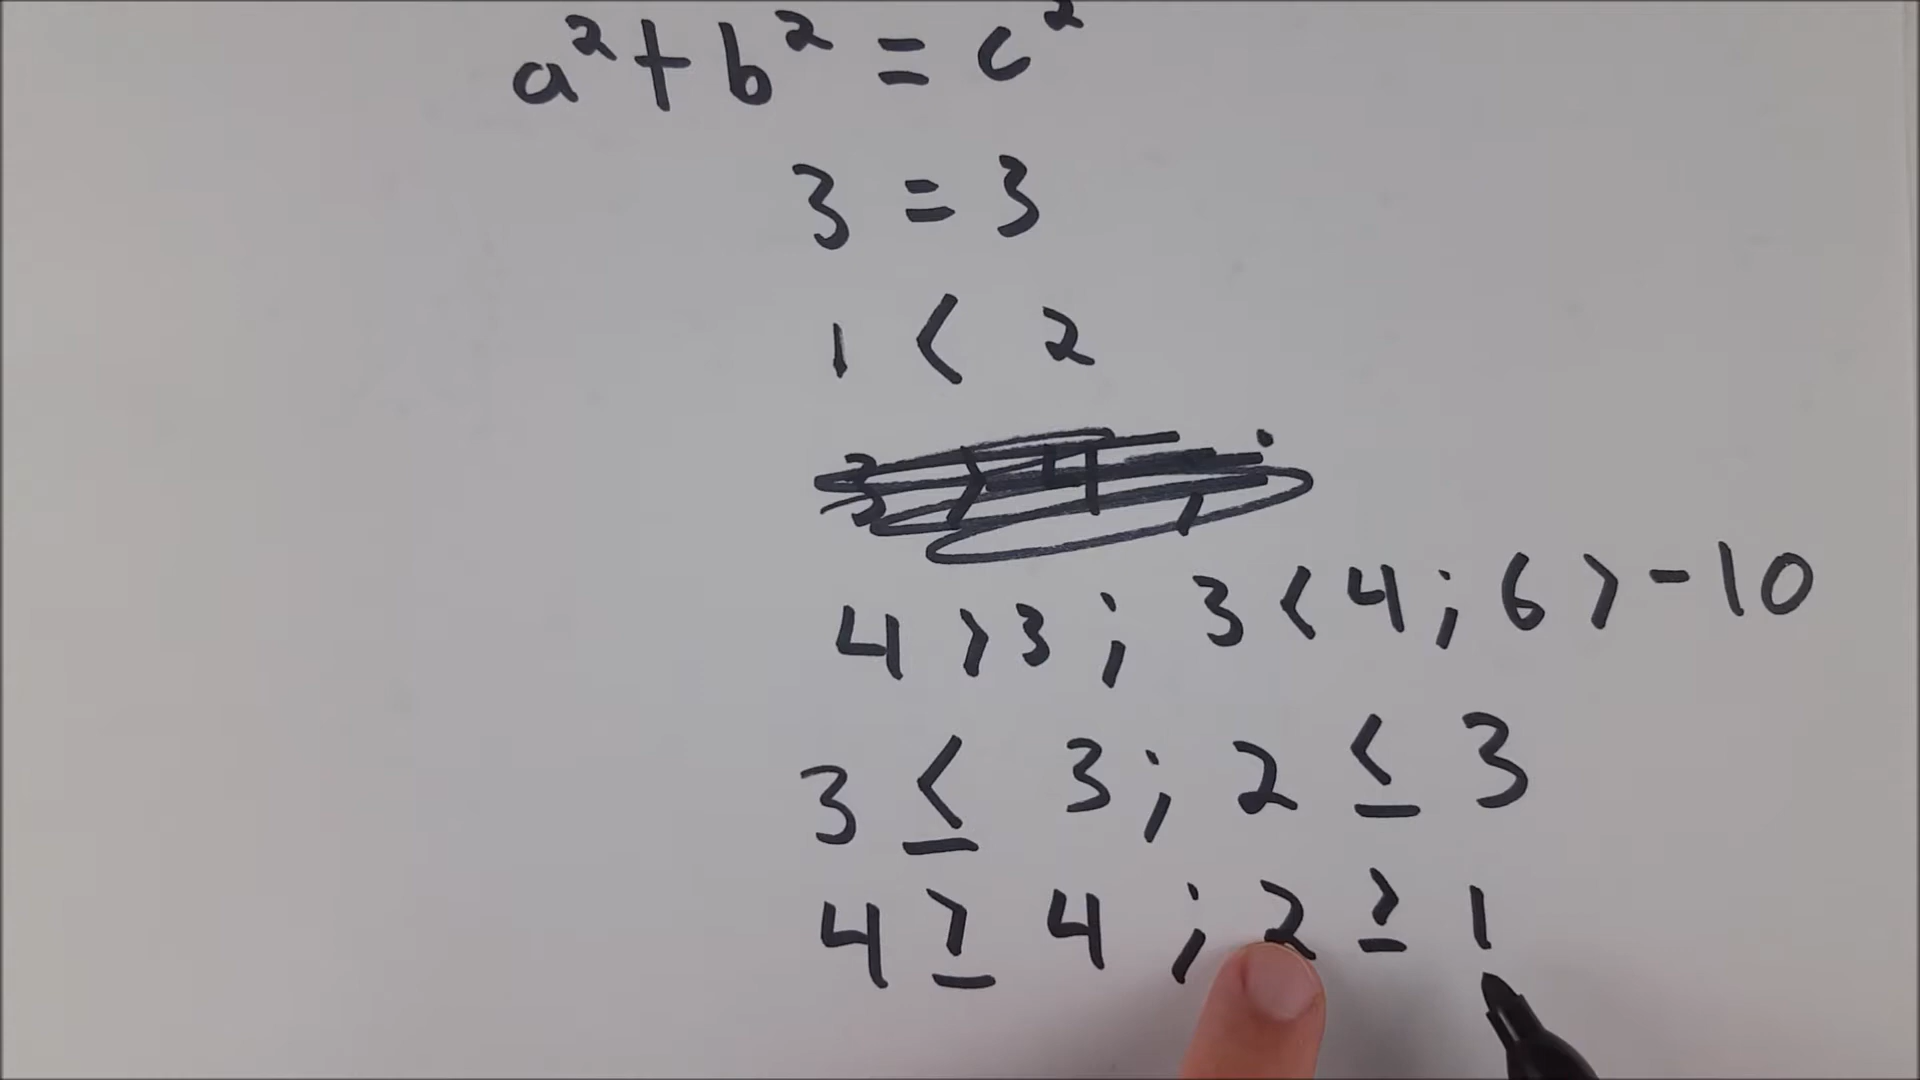 a² + b² = c²
3 = 3
1 < 2
4 > 3 ; 3 < 4 ; 6 > -10
3 ≤ 3 ; 2 ≤ 3
4 ≥ 4 ; 2 ≥ 1